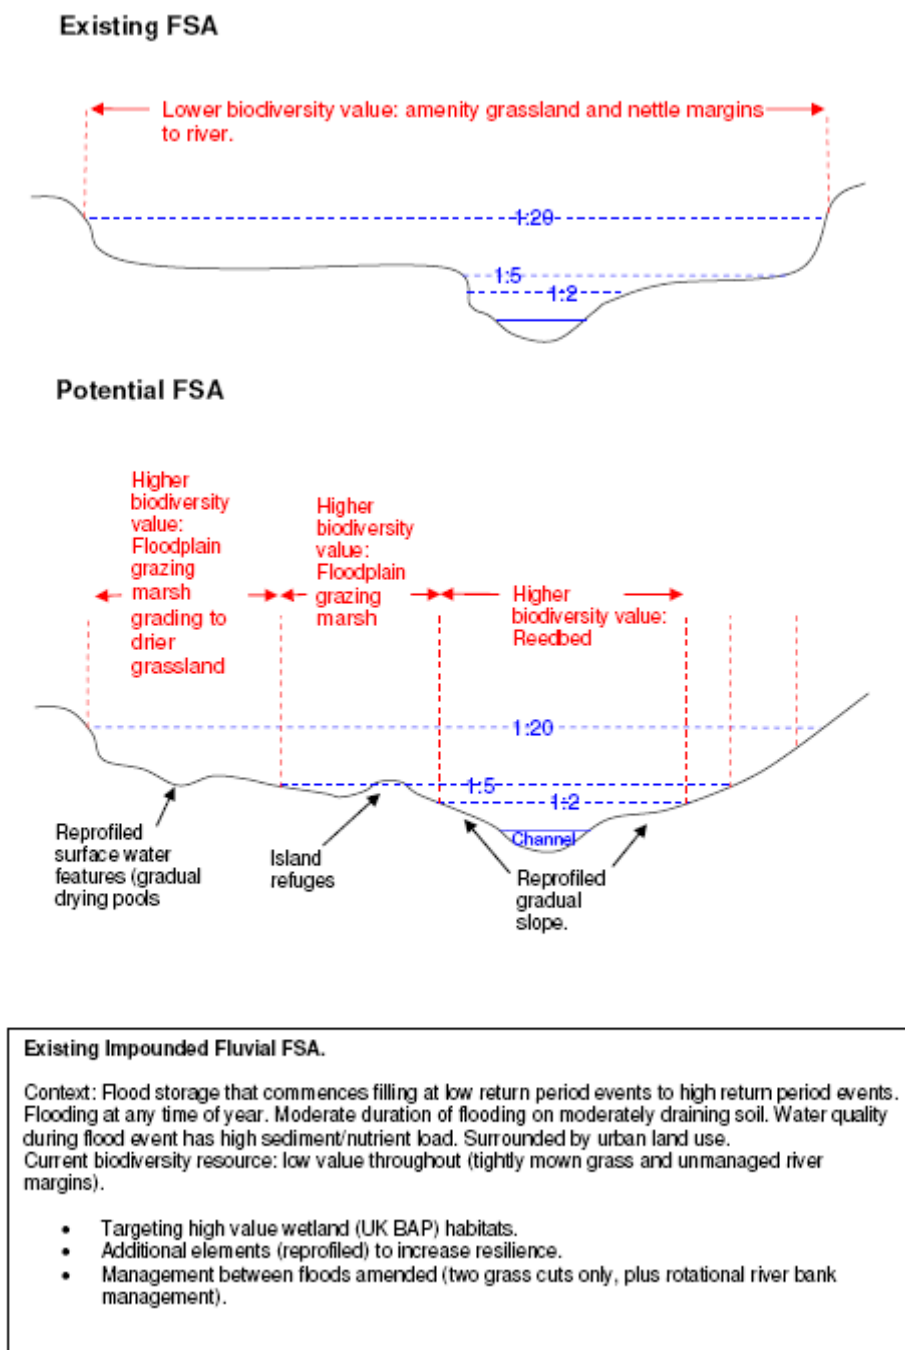 Existing FSA
Lower biodiversity value: amenity grassland and nettle margins
to river.
1:20
1:5
1:2
Potential FSA
Higher
biodiversity
value:
Floodplain
grazing
marsh
grading to
drier
grassland
Higher
biodiversity
value:
Floodplain
grazing
marsh
Higher
biodiversity value:
Reedbed
1:20
1:5
1:2
Channel
Reprofiled
surface water
features (gradual
drying pools
Island
refuges
Reprofiled
gradual
slope.
Existing Impounded Fluvial FSA.
Context: Flood storage that commences filling at low return period events to high return period events.
Flooding at any time of year. Moderate duration of flooding on moderately draining soil. Water quality
during flood event has high sediment/nutrient load. Surrounded by urban land use.
Current biodiversity resource: low value throughout (tightly mown grass and unmanaged river
margins).
• Targeting high value wetland (UK BAP) habitats.
• Additional elements (reprofiled) to increase resilience.
• Management between floods amended (two grass cuts only, plus rotational river bank
management).